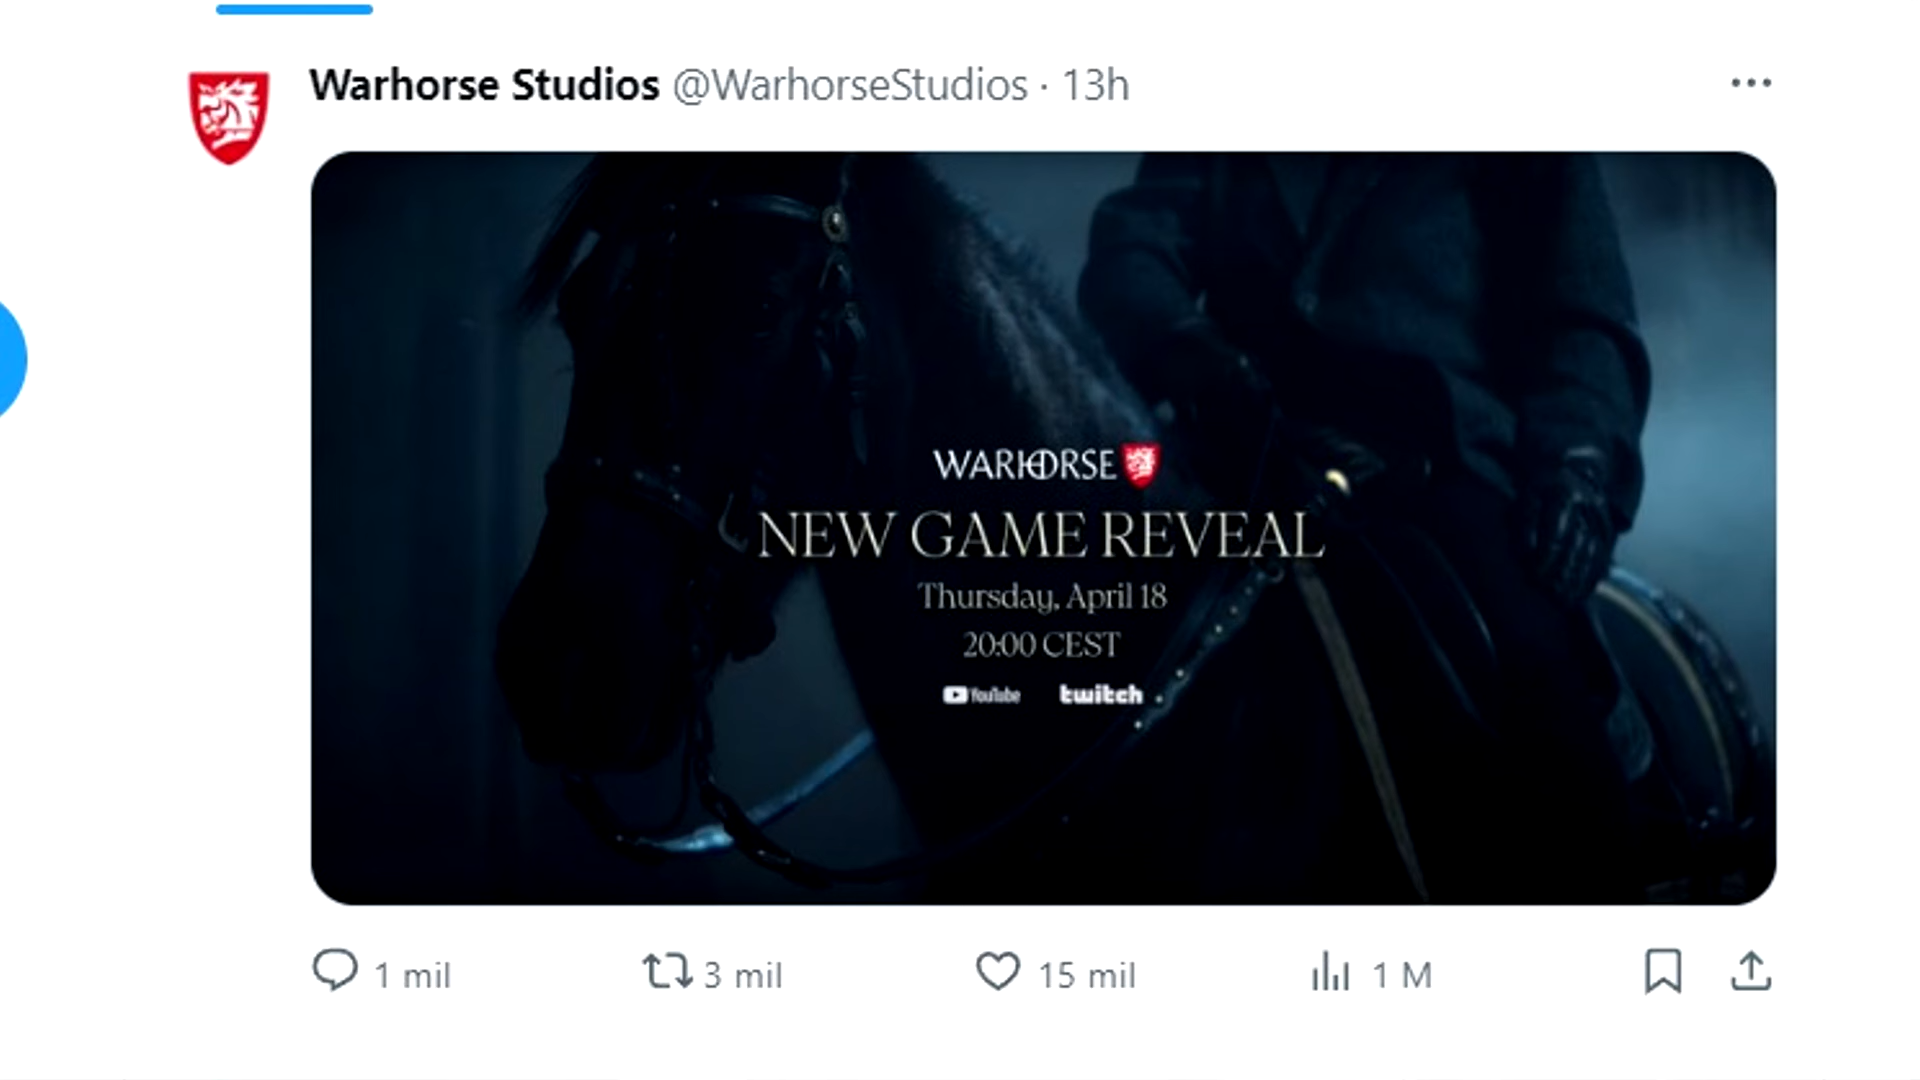 Warhorse Studios @WarhorseStudios · 13h
WARHORSE
NEW GAME REVEAL
Thursday, April 18
20:00 CEST
YouTube twitch
1 mil 3 mil 15 mil 1 M